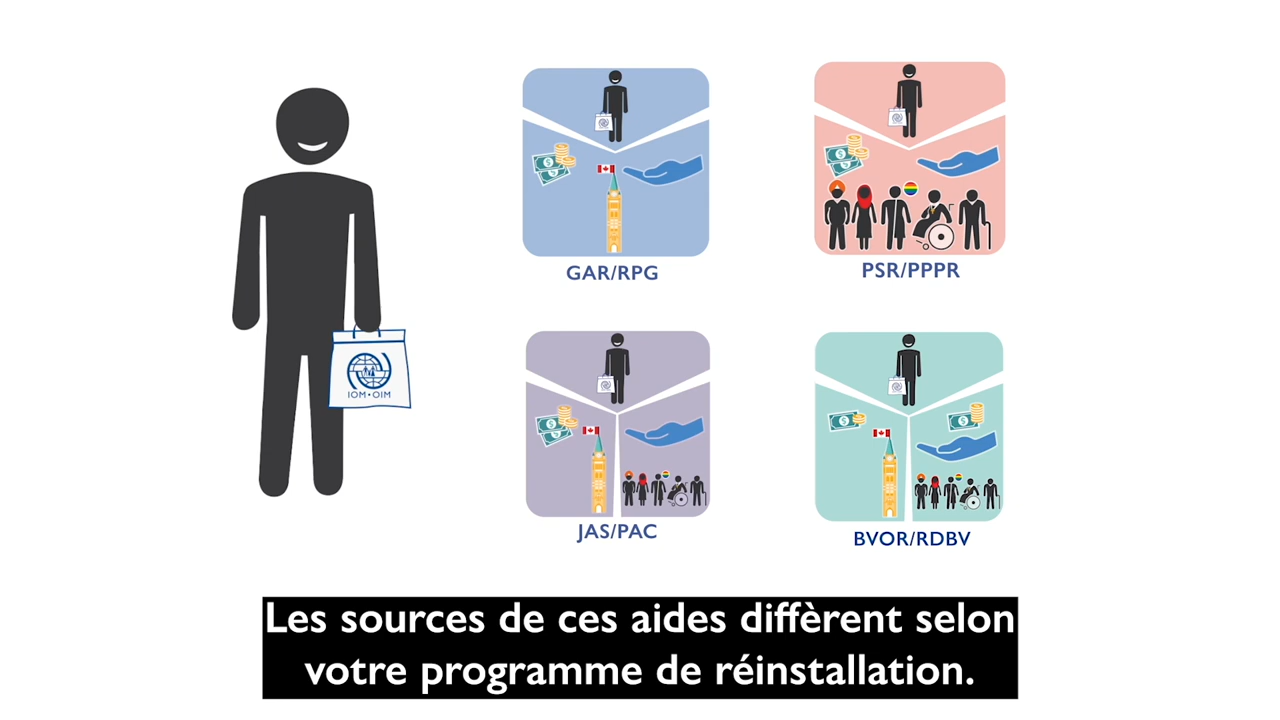 GAR/RPG
PSR/PPPR
IOM•OIM
JAS/PAC
BVOR/RDBV
Les sources de ces aides diffèrent selon
votre programme de réinstallation.